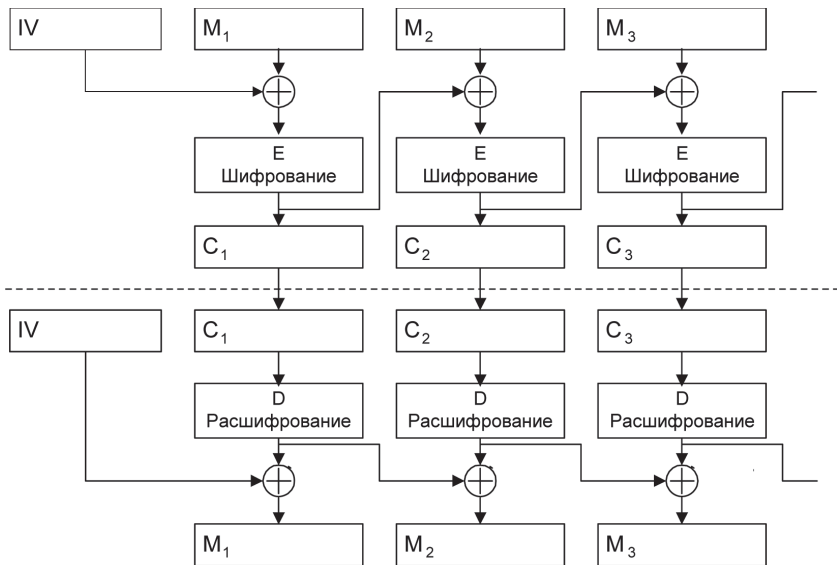 IV M₁ M₂ M₃
E E E
Шифрование Шифрование Шифрование
C₁ C₂ C₃
IV C₁ C₂ C₃
D D D
Расшифрование Расшифрование Расшифрование
M₁ M₂ M₃